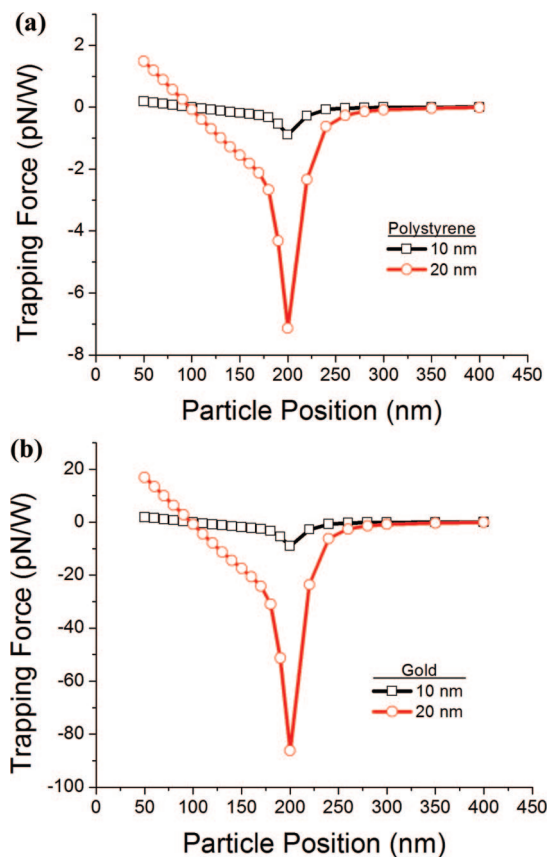 (a)
2
0
-2
-4
-6
-8
Trapping Force (pN/W)
Polystyrene
10 nm
20 nm
0 50 100 150 200 250 300 350 400 450
Particle Position (nm)
(b)
20
0
-20
-40
-60
-80
-100
Trapping Force (pN/W)
Gold
10 nm
20 nm
0 50 100 150 200 250 300 350 400 450
Particle Position (nm)